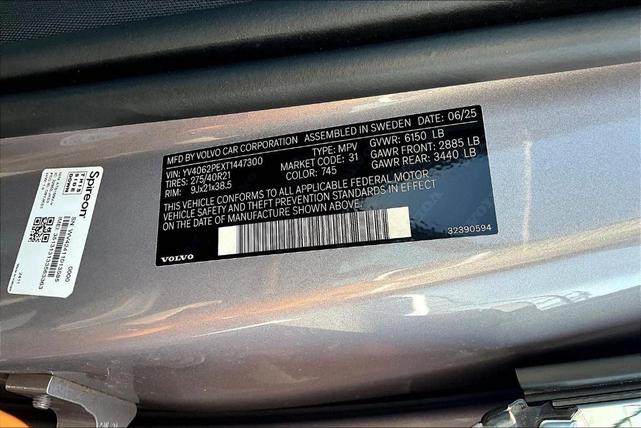 BY VOLVO CAR CORPORATION ASSEMBLED IN SWEDEN DATE: 06/25
VIN: YV4062PEXT1447300 TYPE: MPV GVWR: 6150 LB
TIRES: 275/40R21 MARKET CODE: 31 GAWR FRONT: 2885 LB
RIM: 9Jx21x38.5 COLOR: 745 GAWR REAR: 3440 LB
THIS VEHICLE CONFORMS TO ALL APPLICABLE FEDERAL MOTOR
VEHICLE SAFETY AND THEFT PREVENTION STANDARDS IN EFFECT
ON THE DATE OF MANUFACTURE SHOWN ABOVE.
32390594
VOLVO
Spireon
00000
2411